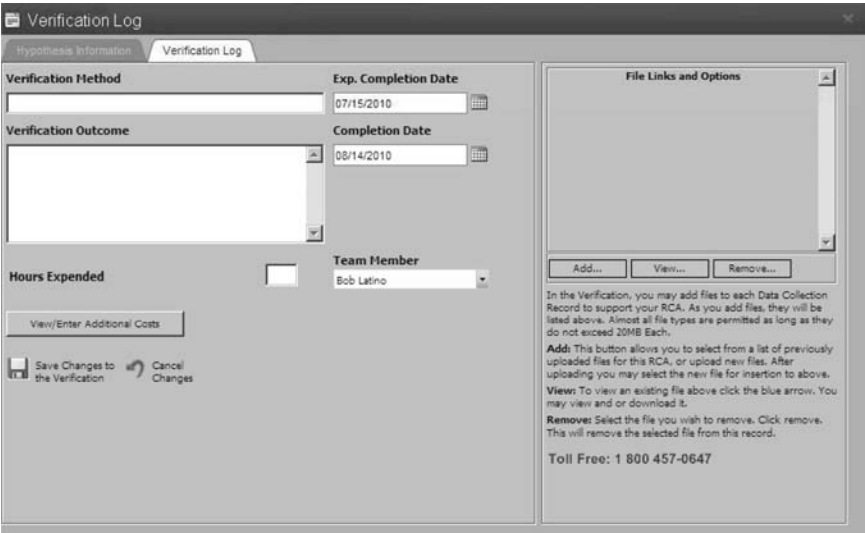 Verification Log
Hypothesis Information
Verification Log
Verification Method
Exp. Completion Date
07/15/2010
Verification Outcome
Completion Date
08/14/2010
Hours Expended
Team Member
Bob Latino
View/Enter Additional Costs
Save Changes to
the Verification
Cancel
Changes
File Links and Options
Add...
View...
Remove...
In the Verification, you may add files to each Data Collection
Record to support your RCA. As you add files, they will be
listed above. Almost all file types are permitted as long as they
do not exceed 20MB Each.
Add: This button allows you to select from a list of previously
uploaded files for this RCA, or upload new files. After
uploading you may select the new file for insertion to above.
View: To view an existing file above click the blue arrow. You
may view and or download it.
Remove: Select the file you wish to remove. Click remove.
This will remove the selected file from this record.
Toll Free: 1 800 457-0647